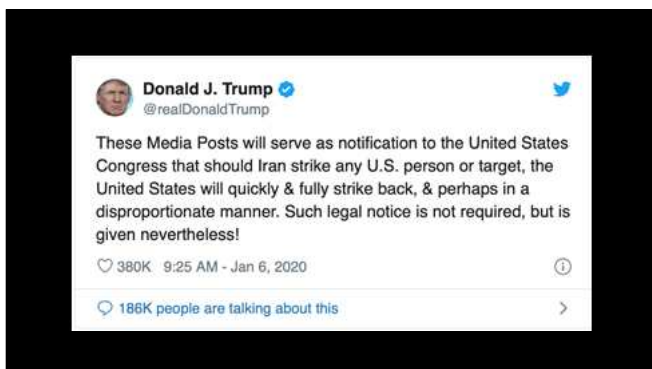 Donald J. Trump
@realDonaldTrump
These Media Posts will serve as notification to the United States
Congress that should Iran strike any U.S. person or target, the
United States will quickly & fully strike back, & perhaps in a
disproportionate manner. Such legal notice is not required, but is
given nevertheless!
380K 9:25 AM - Jan 6, 2020
186K people are talking about this